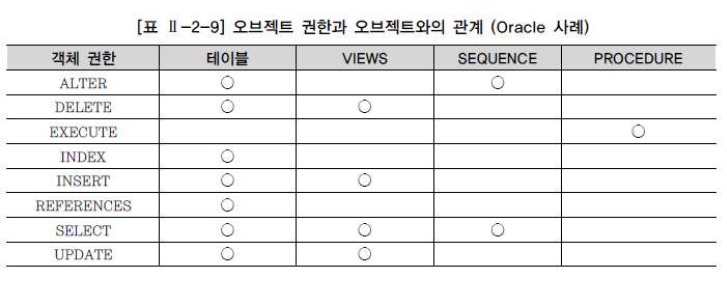 [표 Ⅱ-2-9] 오브젝트 권한과 오브젝트와의 관계 (Oracle 사례)
객체 권한 테이블 VIEWS SEQUENCE PROCEDURE
ALTER ○ ○
DELETE ○ ○
EXECUTE ○
INDEX ○
INSERT ○ ○
REFERENCES ○
SELECT ○ ○ ○
UPDATE ○ ○